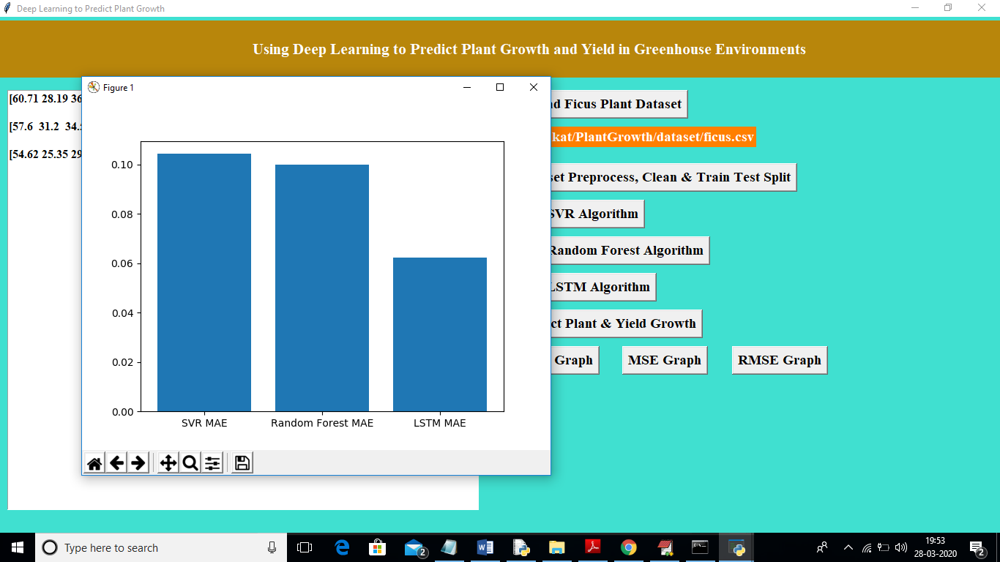 Deep Learning to Predict Plant Growth
Using Deep Learning to Predict Plant Growth and Yield in Greenhouse Environments
[60.71 28.19 36
[57.6 31.2 34.
[54.62 25.35 29
Figure 1
0.10
0.08
0.06
0.04
0.02
0.00
SVR MAE Random Forest MAE LSTM MAE
Ficus Plant Dataset
kat/PlantGrowth/dataset/ficus.csv
set Preprocess, Clean & Train Test Split
SVR Algorithm
Random Forest Algorithm
LSTM Algorithm
ct Plant & Yield Growth
Graph
MSE Graph
RMSE Graph
Type here to search
2
19:53
28-03-2020
2